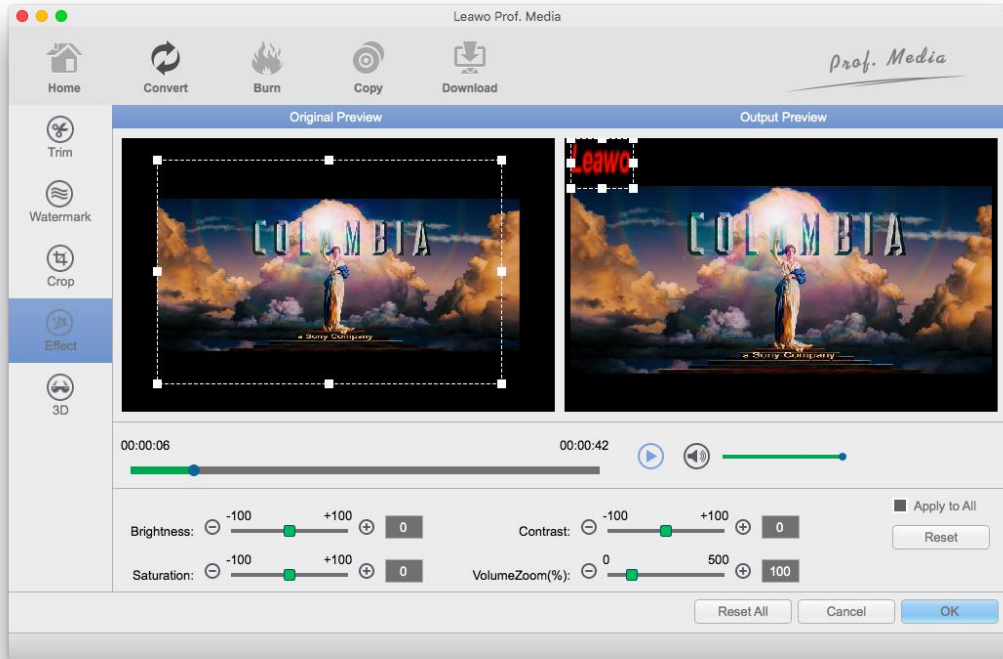 Leawo Prof. Media
Home
Convert
Burn
Copy
Download
Prof. Media
Original Preview
Output Preview
Trim
Watermark
Crop
Effect
3D
COLUMBIA
a Sony Company
Leawo
COLUMBIA
a Sony Company
00:00:06
00:00:42
Brightness: -100 +100 0
Contrast: -100 +100 0
Apply to All
Reset
Saturation: -100 +100 0
VolumeZoom(%): 0 500 100
Reset All
Cancel
OK